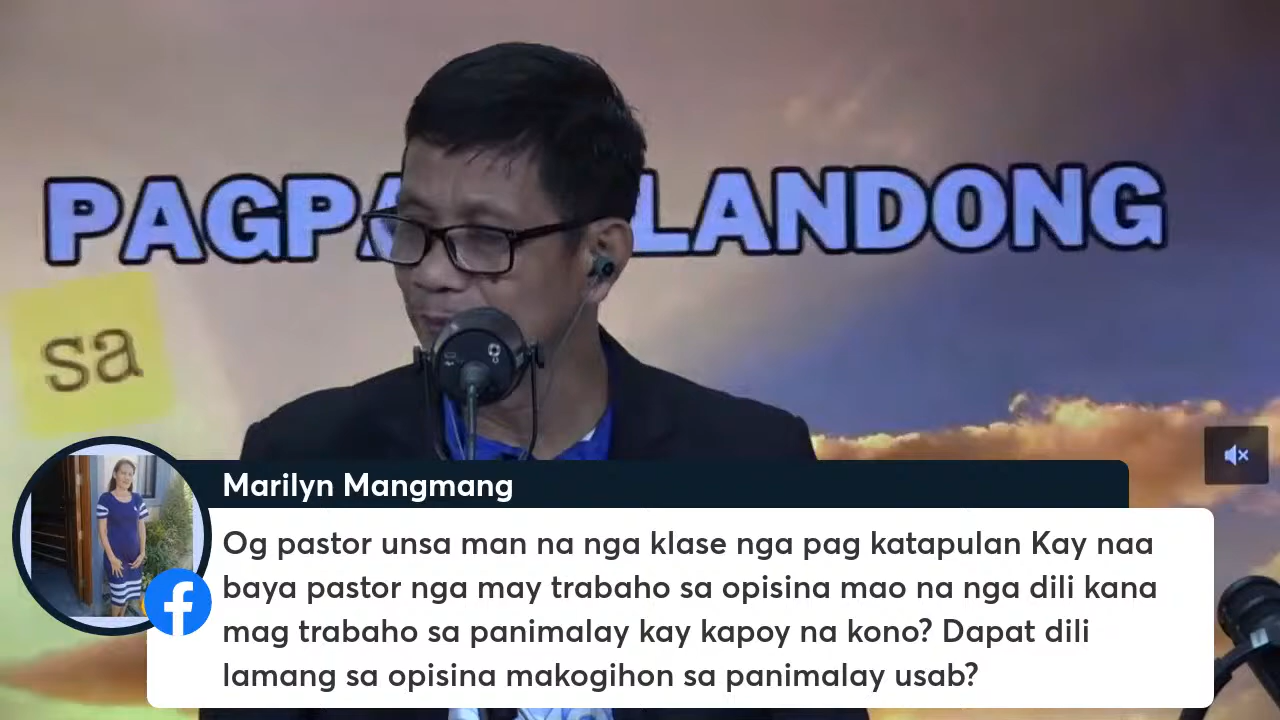 PAGPA LANDONG
sa
Marilyn Mangmang
Og pastor unsa man na nga klase nga pag katapulan Kay naa
baya pastor nga may trabaho sa opisina mao na nga dili kana
mag trabaho sa panimalay kay kapoy na kono? Dapat dili
lamang sa opisina makogihon sa panimalay usab?